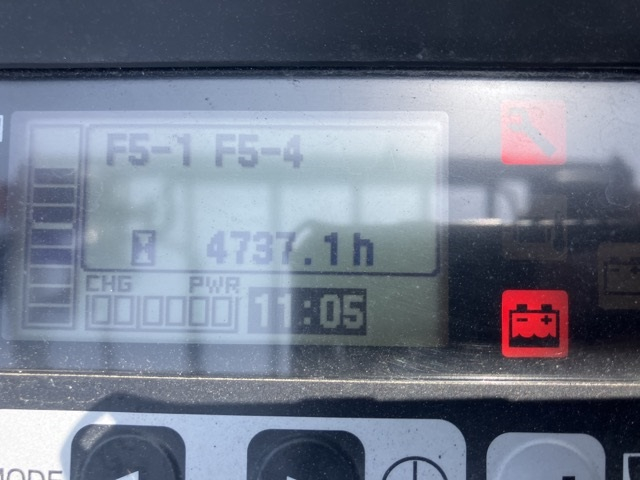 F5-1 F5-4
4737.1h
CHG PWR
11:05
MODE